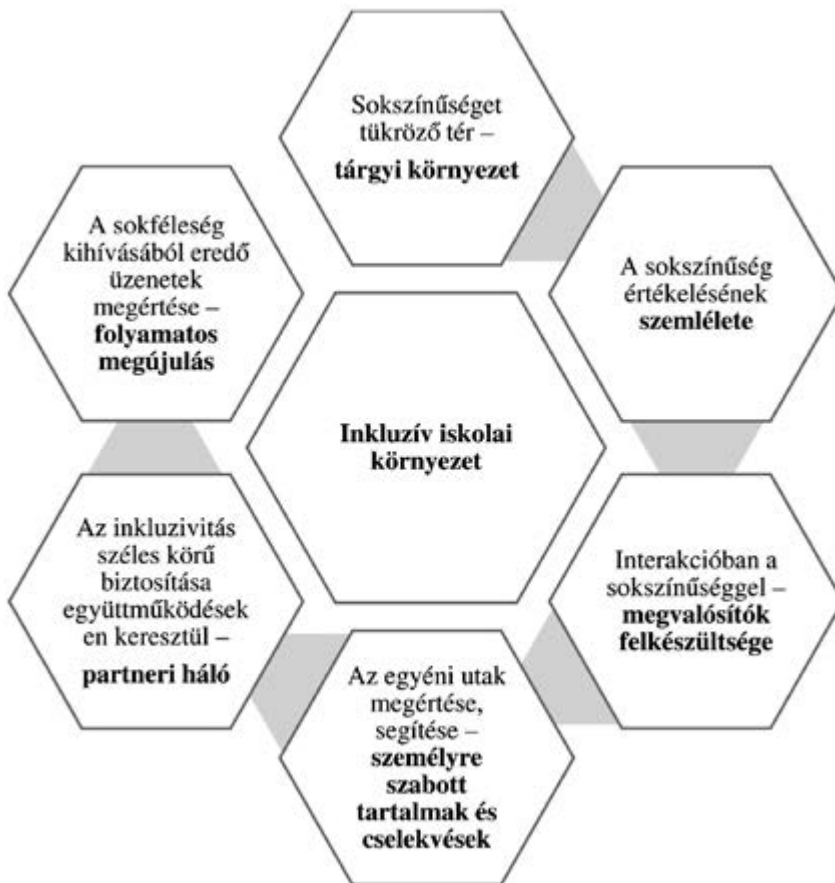 Sokszínűséget
tükröző tér –
tárgyi környezet
A sokszínűség
értékelésének
szemlélete
Interakcióban a
sokszínűséggel –
megvalósítók
felkészültsége
Az egyéni utak
megértése,
segítése –
személyre
szabott
tartalmak és
cselekvések
Az inkluzivitás
széles körű
biztosítása
együttműködések
en keresztül –
partneri háló
A sokféleség
kihívásából eredő
üzenetek
megértése –
folyamatos
megújulás
Inkluzív iskolai
környezet